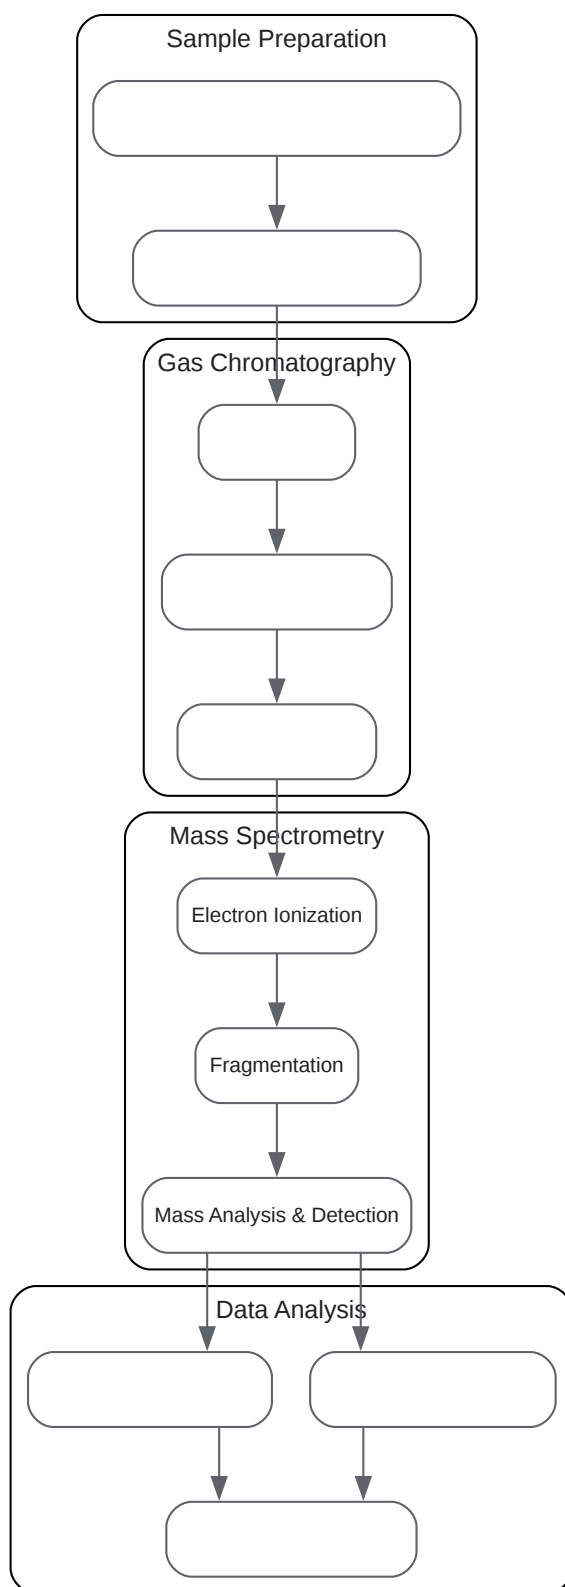 Sample Preparation
Gas Chromatography
Mass Spectrometry
Electron Ionization
Fragmentation
Mass Analysis & Detection
Data Analysis